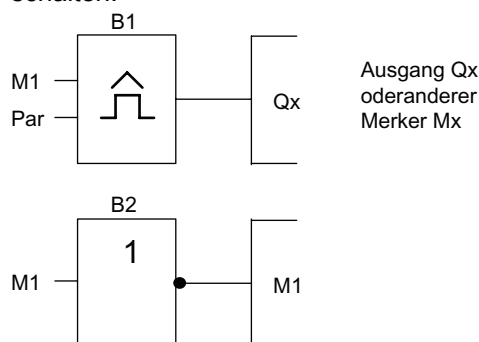 schalten.
B1
M1
Par
Qx
Ausgang Qx
oderanderer
Merker Mx
B2
1
M1
M1